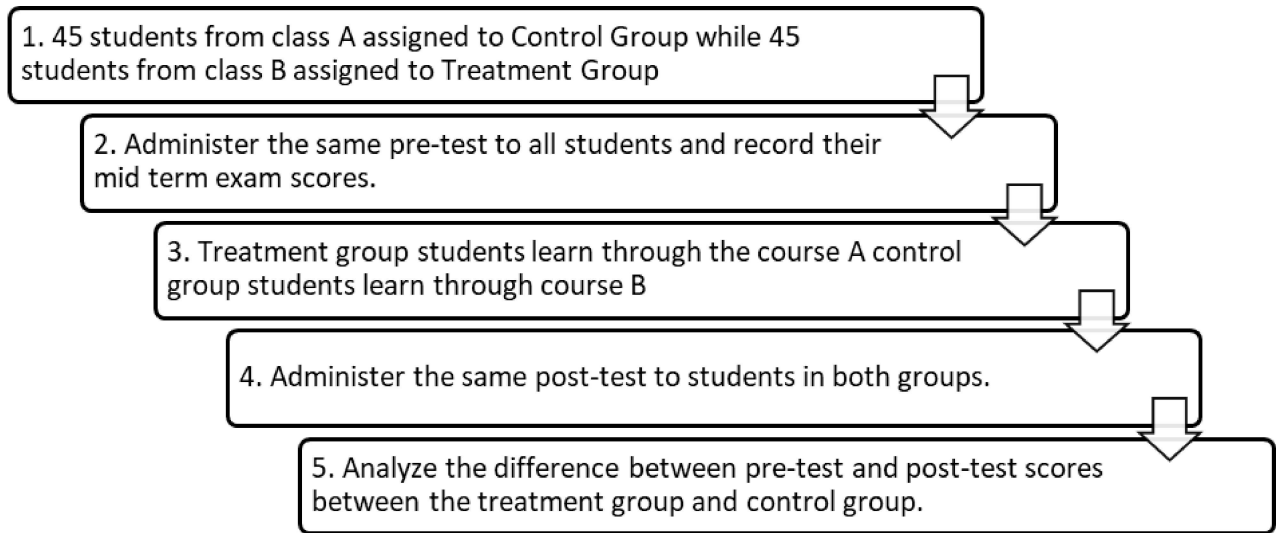 1. 45 students from class A assigned to Control Group while 45
students from class B assigned to Treatment Group
2. Administer the same pre-test to all students and record their
mid term exam scores.
3. Treatment group students learn through the course A control
group students learn through course B
4. Administer the same post-test to students in both groups.
5. Analyze the difference between pre-test and post-test scores
between the treatment group and control group.